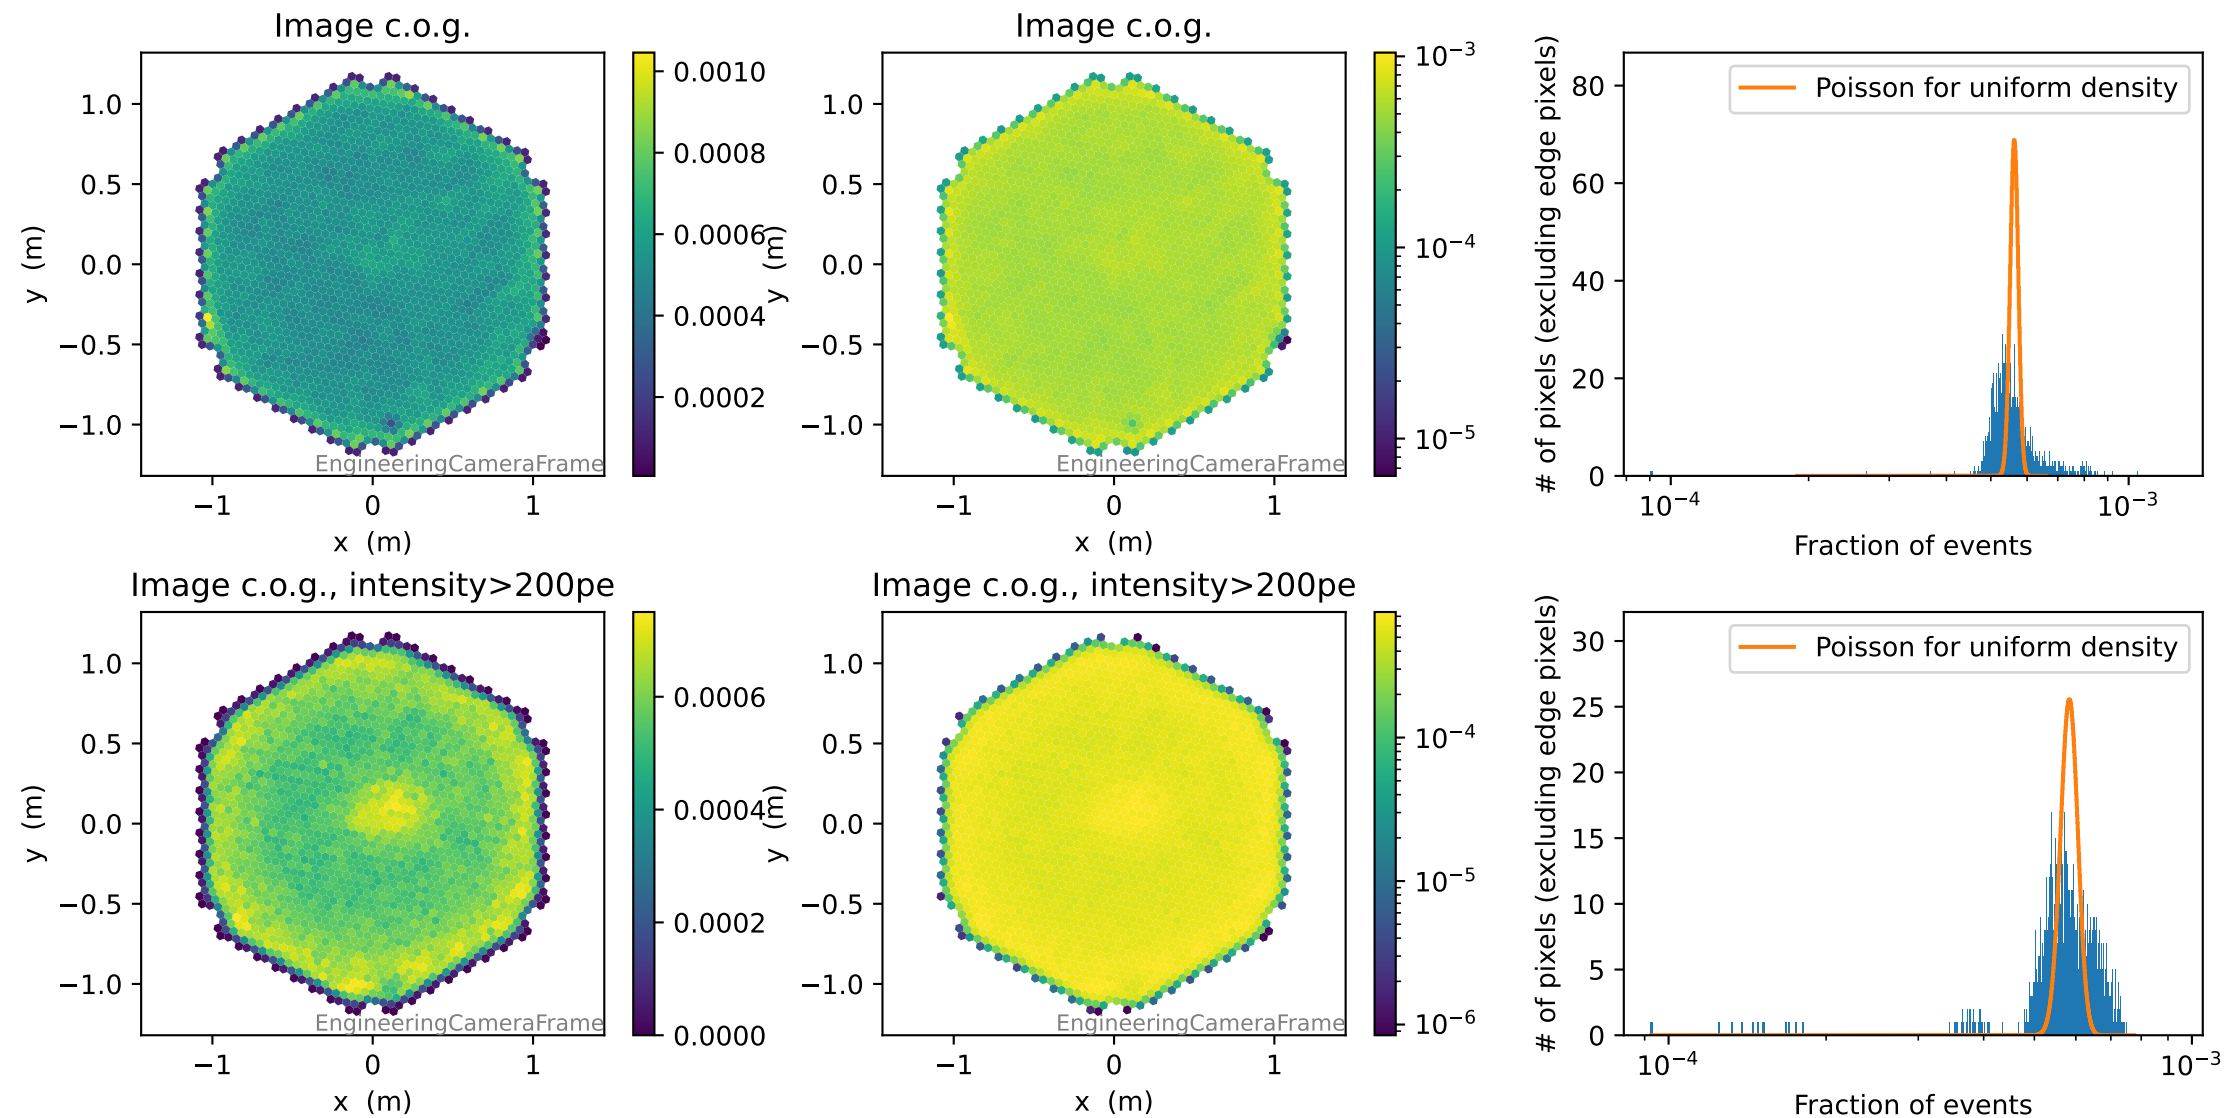 Image c.o.g.
y (m)
1.0
0.5
0.0
−0.5
−1.0
−1
0
1
x (m)
EngineeringCameraFrame
0.0010
0.0008
0.0006
0.0004
0.0002
Image c.o.g.
y (m)
1.0
0.5
0.0
−0.5
−1.0
−1
0
1
x (m)
EngineeringCameraFrame
10⁻³
10⁻⁴
10⁻⁵
# of pixels (excluding edge pixels)
80
60
40
20
0
Poisson for uniform density
10⁻⁴
10⁻³
Fraction of events
Image c.o.g., intensity>200pe
y (m)
1.0
0.5
0.0
−0.5
−1.0
−1
0
1
x (m)
EngineeringCameraFrame
0.0006
0.0004
0.0002
0.0000
Image c.o.g., intensity>200pe
y (m)
1.0
0.5
0.0
−0.5
−1.0
−1
0
1
x (m)
EngineeringCameraFrame
10⁻⁴
10⁻�5
10⁻⁶
# of pixels (excluding edge pixels)
30
25
20
15
10
5
0
Poisson for uniform density
10⁻⁴
10⁻³
Fraction of events